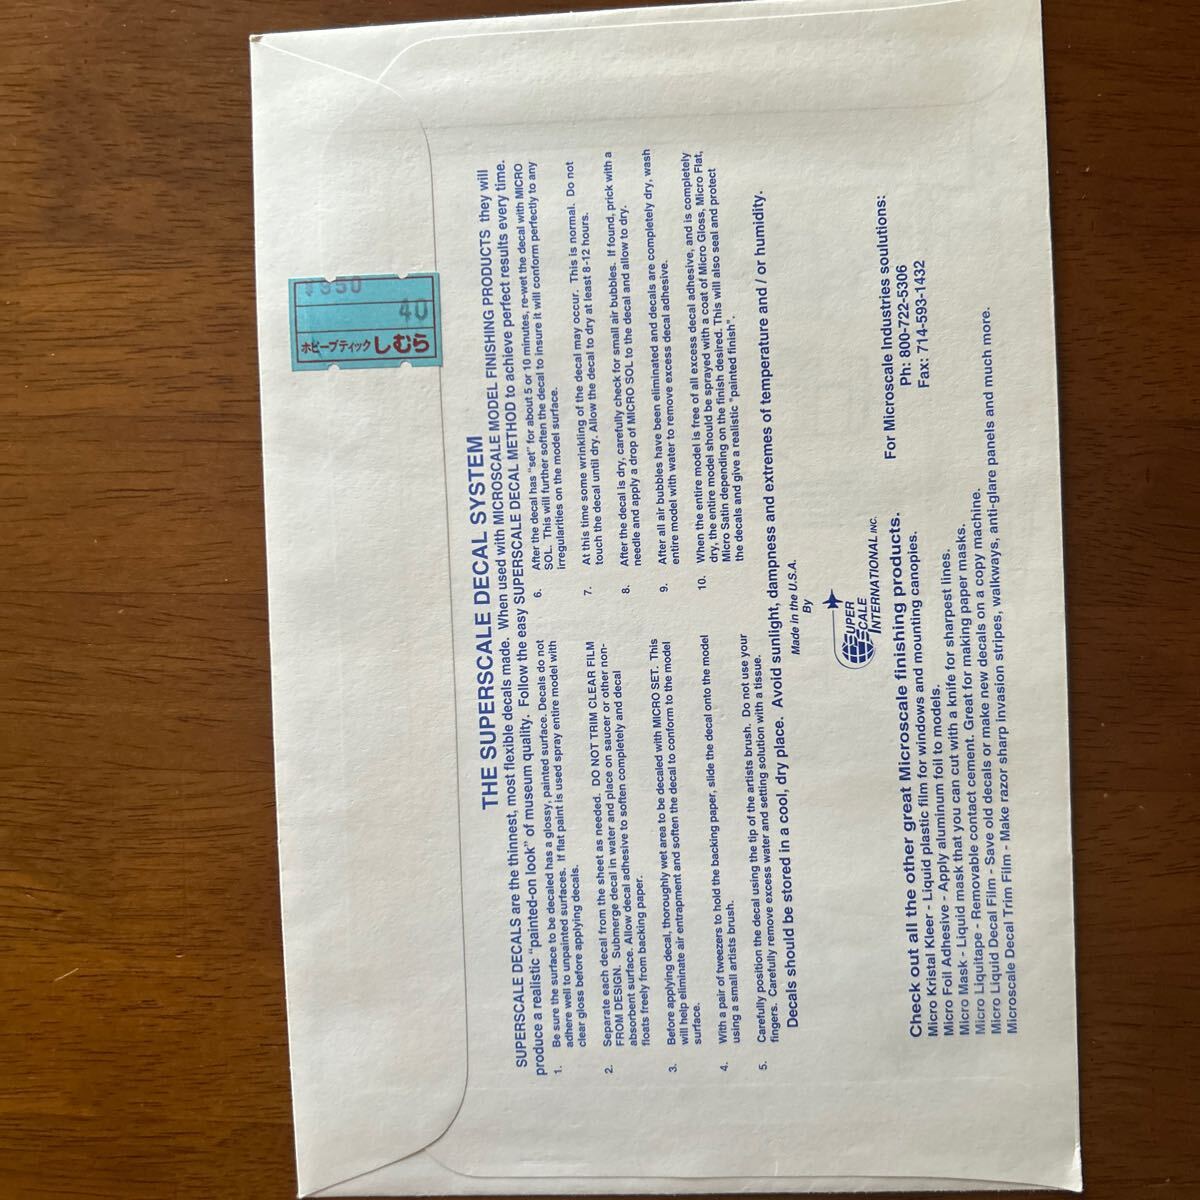 ¥850
40
ホビーブティックしむら
THE SUPERSCALE DECAL SYSTEM
SUPERSCALE DECALS are the thinnest, most flexible decals made. When used with MICROSCALE MODEL FINISHING PRODUCTS they will
produce a realistic "painted-on look" of museum quality. Follow the easy SUPERSCALE DECAL METHOD to achieve perfect results every time.
1. Be sure the surface to be decaled has a glossy, painted surface. Decals do not
adhere well to unpainted surfaces. If flat paint is used spray entire model with
clear gloss before applying decals.
2. Separate each decal from the sheet as needed. DO NOT TRIM CLEAR FILM
FROM DESIGN. Submerge decal in water and place on saucer or other non-
absorbent surface. Allow decal adhesive to soften completely and decal
floats freely from backing paper.
3. Before applying decal, thoroughly wet area to be decaled with MICRO SET. This
will help eliminate air entrapment and soften the decal to conform to the model
surface.
4. With a pair of tweezers to hold the backing paper, slide the decal onto the model
using a small artists brush.
5. Carefully position the decal using the tip of the artists brush. Do not use your
fingers. Carefully remove excess water and setting solution with a tissue.
6. After the decal has "set" for about 5 or 10 minutes, re-wet the decal with MICRO
SOL. This will further soften the decal to insure it will conform perfectly to any
irregularities on the model surface.
7. At this time some wrinkling of the decal may occur. This is normal. Do not
touch the decal until dry. Allow the decal to dry at least 8-12 hours.
8. After the decal is dry, carefully check for small air bubbles. If found, prick with a
needle and apply a drop of MICRO SOL to the decal and allow to dry.
9. After all air bubbles have been eliminated and decals are completely dry, wash
entire model with water to remove excess decal adhesive.
10. When the entire model is free of all excess decal adhesive, and is completely
dry, the entire model should be sprayed with a coat of Micro Gloss, Micro Flat,
Micro Satin depending on the finish desired. This will also seal and protect
the decals and give a realistic "painted finish".
Decals should be stored in a cool, dry place. Avoid sunlight, dampness and extremes of temperature and / or humidity.
Made in the U.S.A.
By
SUPER
SCALE
INTERNATIONAL INC.
For Microscale Industries soulutions:
Ph: 800-722-5306
Fax: 714-593-1432
Check out all the other great Microscale finishing products.
Micro Kristal Kleer - Liquid plastic film for windows and mounting canopies.
Micro Foil Adhesive - Apply aluminum foil to models.
Micro Mask - Liquid mask that you can cut with a knife for sharpest lines.
Micro Liquitape - Removable contact cement. Great for making paper masks.
Micro Liquid Decal Film - Save old decals or make new decals on a copy machine.
Microscale Decal Trim Film - Make razor sharp invasion stripes, walkways, anti-glare panels and much more.